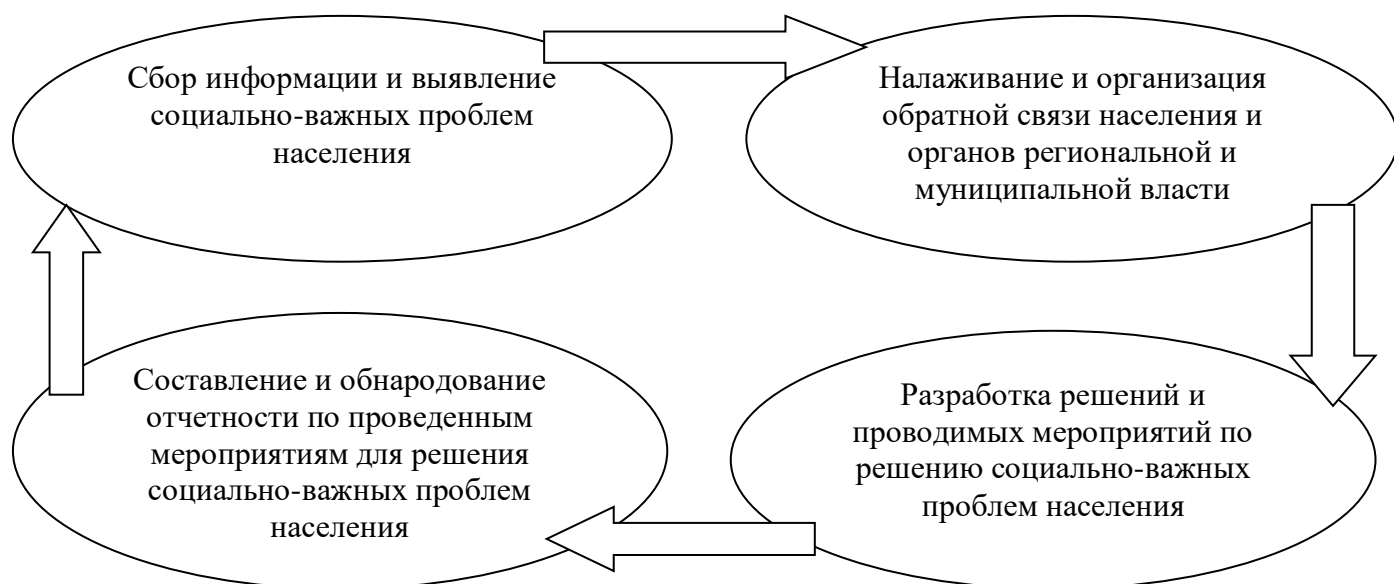 Сбор информации и выявление
социально-важных проблем
населения
Налаживание и организация
обратной связи населения и
органов региональной и
муниципальной власти
Разработка решений и
проводимых мероприятий по
решению социально-важных
проблем населения
Составление и обнародование
отчетности по проведенным
мероприятиям для решения
социально-важных проблем
населения